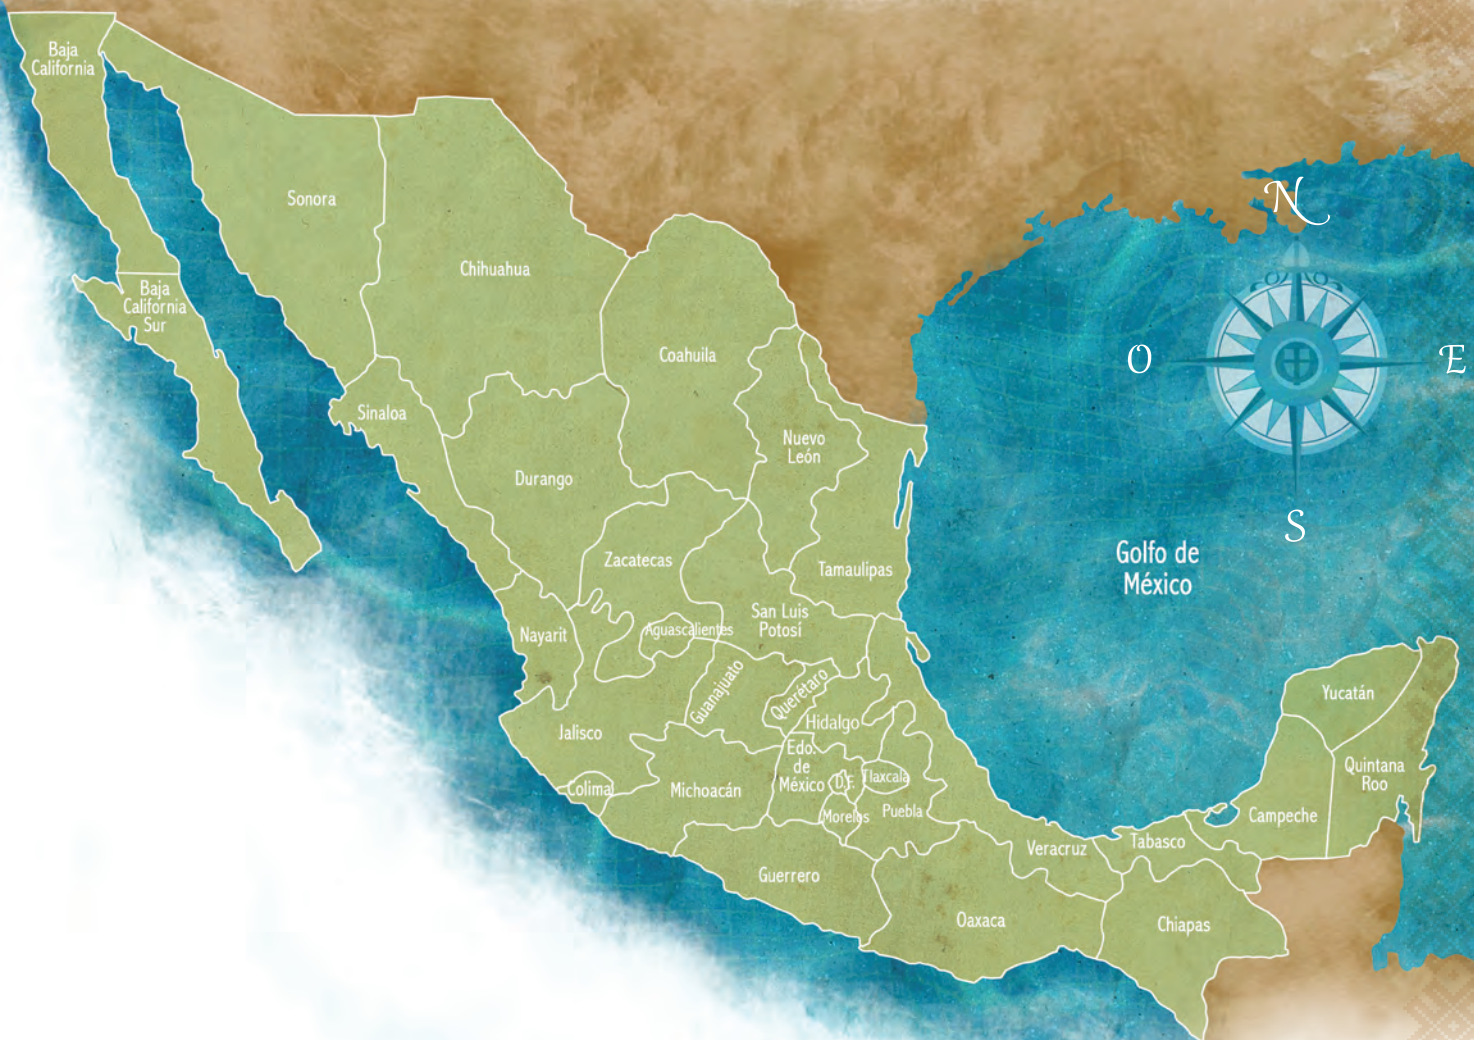 Baja
California
Sonora
Chihuahua
Baja
California
Sur
Coahuila
Sinaloa
Nuevo
León
Durango
Zacatecas
Tamaulipas
San Luis
Potosí
Nayarit
Aguascalientes
Guanajuato
Querétaro
Hidalgo
Jalisco
Edo.
de
México
D.F.
Tlaxcala
Colima
Michoacán
Morelos
Puebla
Guerrero
Oaxaca
Veracruz
Tabasco
Chiapas
Campeche
Yucatán
Quintana
Roo
Golfo de
México
N
O
E
S